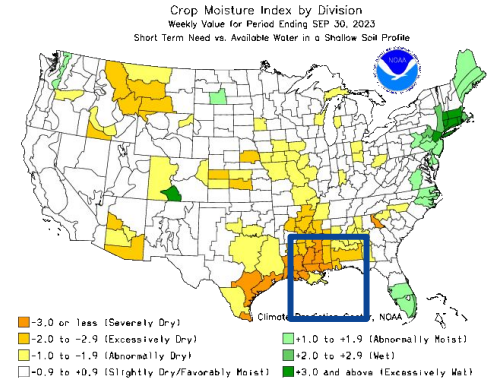 Crop Moisture Index by Division
Weekly Value for Period Ending SEP 30, 2023
Short Term Need vs. Available Water in a Shallow Soil Profile
NOAA
Climate Prediction Center, NOAA
-3.0 or less (Severely Dry)
-2.0 to -2.9 (Excessively Dry)
-1.0 to -1.9 (Abnormally Dry)
-0.9 to +0.9 (Slightly Dry/Favorably Moist)
+1.0 to +1.9 (Abnormally Moist)
+2.0 to +2.9 (Wet)
+3.0 and above (Excessively Wet)